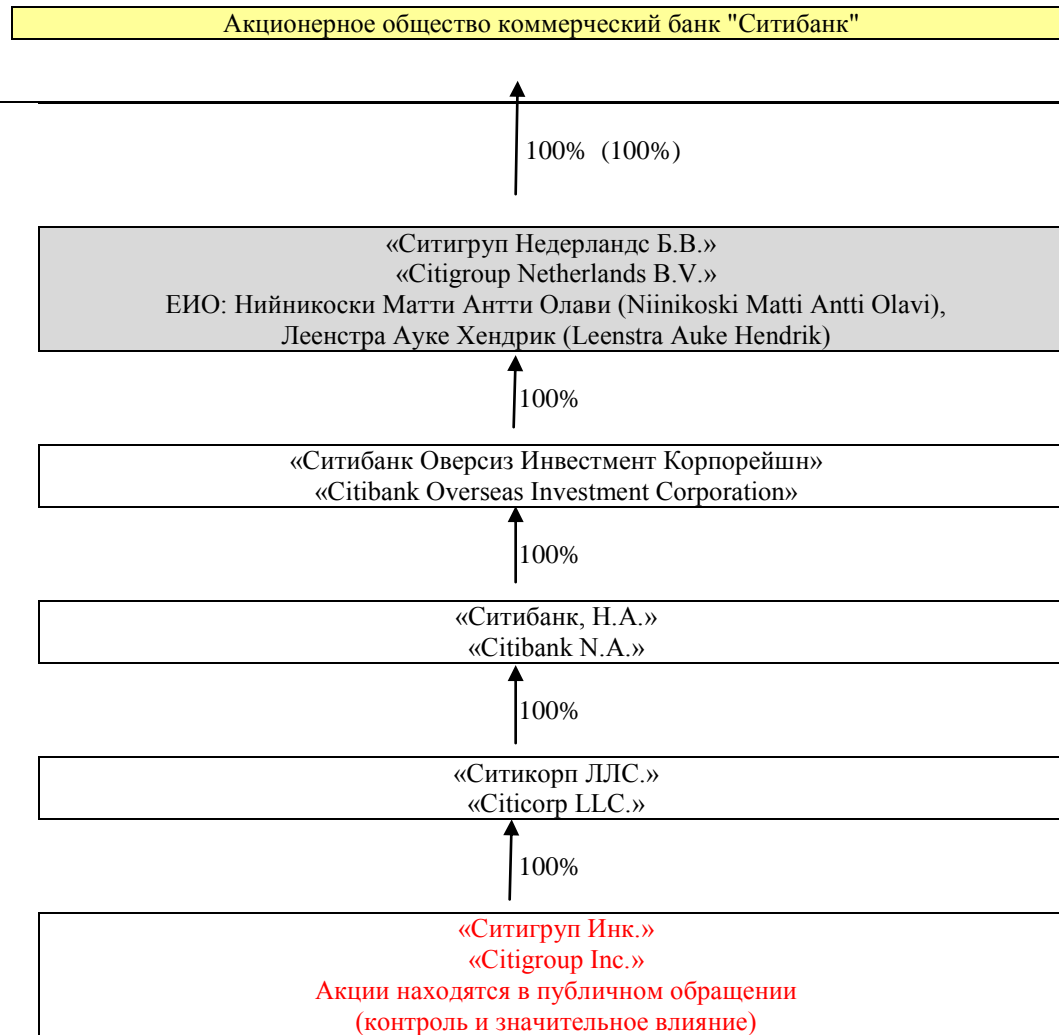 Акционерное общество коммерческий банк "Ситибанк"
100% (100%)
«Ситигруп Недерландс Б.В.»
«Citigroup Netherlands B.V.»
ЕИО: Нийникоски Матти Антти Олави (Niinikoski Matti Antti Olavi),
Леенстра Ауке Хендрик (Leenstra Auke Hendrik)
100%
«Ситибанк Оверсиз Инвестмент Корпорейшн»
«Citibank Overseas Investment Corporation»
100%
«Ситибанк, Н.А.»
«Citibank N.A.»
100%
«Ситикорп ЛЛС.»
«Citicorp LLC.»
100%
«Ситигруп Инк.»
«Citigroup Inc.»
Акции находятся в публичном обращении
(контроль и значительное влияние)